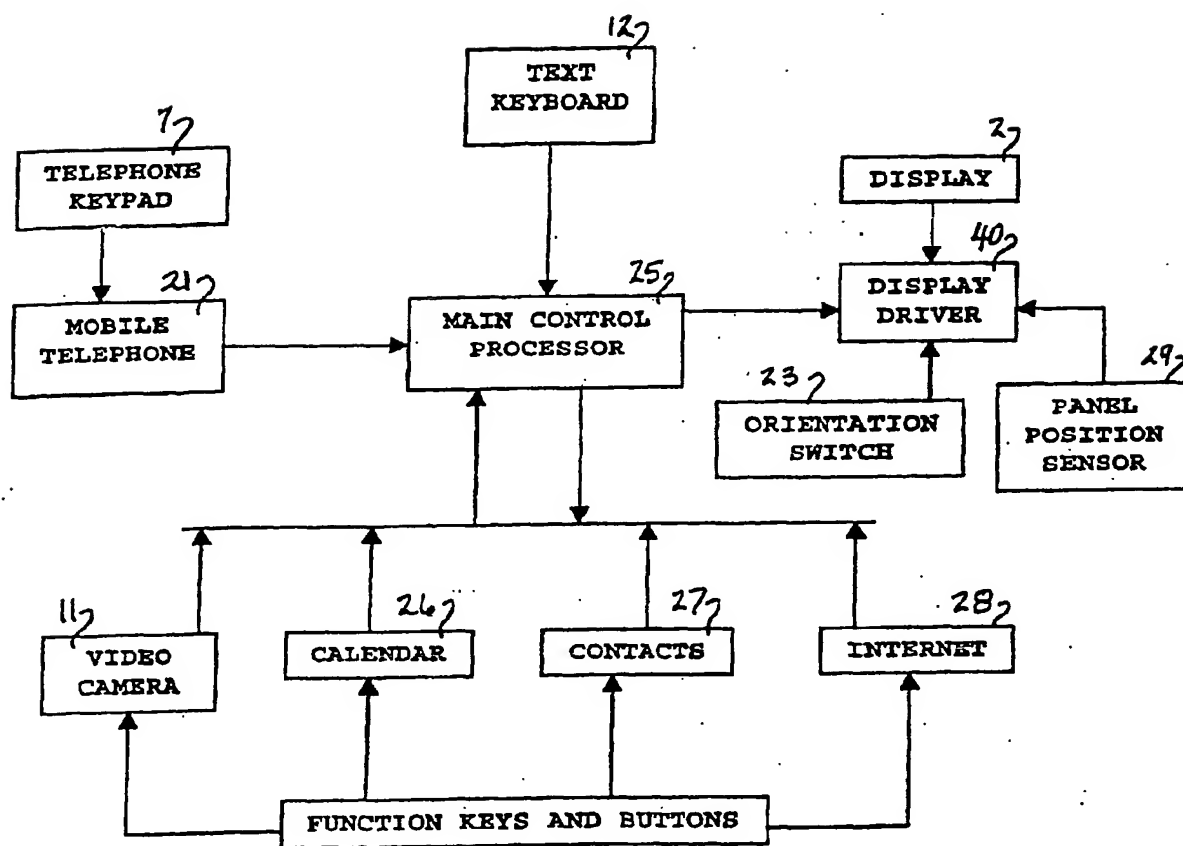 12
TEXT
KEYBOARD
7
TELEPHONE
KEYPAD
2
DISPLAY
21
MOBILE
TELEPHONE
25
MAIN CONTROL
PROCESSOR
40
DISPLAY
DRIVER
23
ORIENTATION
SWITCH
29
PANEL
POSITION
SENSOR
11
VIDEO
CAMERA
26
CALENDAR
27
CONTACTS
28
INTERNET
FUNCTION KEYS AND BUTTONS